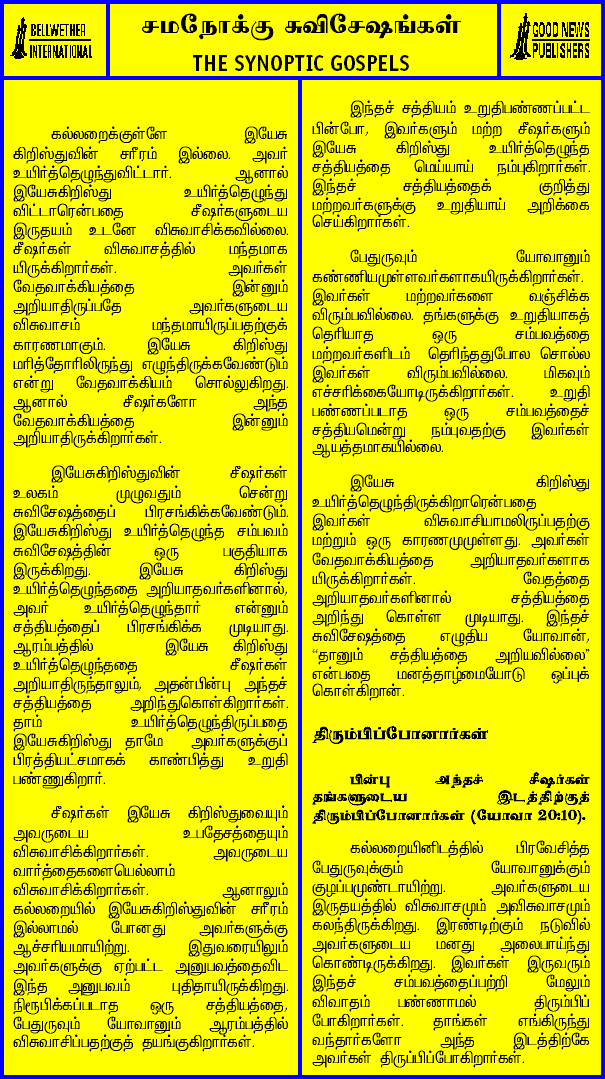 BELLWETHER
INTERNATIONAL
சமநோக்கு சுவிசேஷங்கள்
THE SYNOPTIC GOSPELS
GOOD NEWS
PUBLISHERS
கல்லறைக்குள்ளே இயேசு
கிறிஸ்துவின் சரீரம் இல்லை. அவர்
உயிர்த்தெழுந்துவிட்டார். ஆனால்
இயேசுகிறிஸ்து உயிர்த்தெழுந்து
விட்டாரென்பதை சீஷர்களுடைய
இருதயம் உடனே விசுவாசிக்கவில்லை.
சீஷர்கள் விசுவாசத்தில் மந்தமாக
யிருக்கிறார்கள். அவர்கள்
வேதவாக்கியத்தை இன்னும்
அறியாதிருப்பதே அவர்களுடைய
விசுவாசம் மந்தமாயிருப்பதற்குக்
காரணமாகும். இயேசு கிறிஸ்து
மரித்தோரிலிருந்து எழுந்திருக்கவேண்டும்
என்று வேதவாக்கியம் சொல்லுகிறது.
ஆனால் சீஷர்களோ அந்த
வேதவாக்கியத்தை இன்னும்
அறியாதிருக்கிறார்கள்.
இயேசுகிறிஸ்துவின் சீஷர்கள்
உலகம் முழுவதும் சென்று
சுவிசேஷத்தைப் பிரசங்கிக்கவேண்டும்.
இயேசுகிறிஸ்து உயிர்த்தெழுந்த சம்பவம்
சுவிசேஷத்தின் ஒரு பகுதியாக
இருக்கிறது. இயேசு கிறிஸ்து
உயிர்த்தெழுந்ததை அறியாதவர்களினால்,
அவர் உயிர்த்தெழுந்தார் என்னும்
சத்தியத்தைப் பிரசங்கிக்க முடியாது.
ஆரம்பத்தில் இயேசு கிறிஸ்து
உயிர்த்தெழுந்ததை சீஷர்கள்
அறியாதிருந்தாலும், அதன்பின்பு அந்தச்
சத்தியத்தை அறிந்துகொள்கிறார்கள்.
தாம் உயிர்த்தெழுந்திருப்பதை
இயேசுகிறிஸ்து தாமே அவர்களுக்குப்
பிரத்தியட்சமாகக் காண்பித்து உறுதி
பண்ணுகிறார்.
சீஷர்கள் இயேசு கிறிஸ்துவையும்
அவருடைய உபதேசத்தையும்
விசுவாசிக்கிறார்கள். அவருடைய
வார்த்தைகளையெல்லாம்
விசுவாசிக்கிறார்கள். ஆனாலும்
கல்லறையில் இயேசுகிறிஸ்துவின் சரீரம்
இல்லாமல் போனது அவர்களுக்கு
ஆச்சரியமாயிற்று. இதுவரையிலும்
அவர்களுக்கு ஏற்பட்ட அனுபவத்தைவிட
இந்த அனுபவம் புதிதாயிருக்கிறது.
நிரூபிக்கப்படாத ஒரு சத்தியத்தை,
பேதுருவும் யோவானும் ஆரம்பத்தில்
விசுவாசிப்பதற்குத் தயங்குகிறார்கள்.
இந்தச் சத்தியம் உறுதிபண்ணப்பட்ட
பின்போ, இவர்களும் மற்ற சீஷர்களும்
இயேசு கிறிஸ்து உயிர்த்தெழுந்த
சத்தியத்தை மெய்யாய் நம்புகிறார்கள்.
இந்தச் சத்தியத்தைக் குறித்து
மற்றவர்களுக்கு உறுதியாய் அறிக்கை
செய்கிறார்கள்.
பேதுருவும் யோவானும்
கண்ணியமுள்ளவர்களாகயிருக்கிறார்கள்.
இவர்கள் மற்றவர்களை வஞ்சிக்க
விரும்பவில்லை. தங்களுக்கு உறுதியாகத்
தெரியாத ஒரு சம்பவத்தை
மற்றவர்களிடம் தெரிந்ததுபோல சொல்ல
இவர்கள் விரும்பவில்லை. மிகவும்
எச்சரிக்கையோடிருக்கிறார்கள். உறுதி
பண்ணப்படாத ஒரு சம்பவத்தைச்
சத்தியமென்று நம்புவதற்கு இவர்கள்
ஆயத்தமாகயில்லை.
இயேசு கிறிஸ்து
உயிர்த்தெழுந்திருக்கிறாரென்பதை
இவர்கள் விசுவாசியாமலிருப்பதற்கு
மற்றும் ஒரு காரணமுமுள்ளது. அவர்கள்
வேதவாக்கியத்தை அறியாதவர்களாக
யிருக்கிறார்கள். வேதத்தை
அறியாதவர்களினால் சத்தியத்தை
அறிந்து கொள்ள முடியாது. இந்தச்
சுவிசேஷத்தை எழுதிய யோவான்,
“தானும் சத்தியத்தை அறியவில்லை”
என்பதை மனத்தாழ்மையோடு ஒப்புக்
கொள்கிறான்.
திரும்பிப்போனார்கள்
பின்பு அந்தச் சீஷர்கள்
தங்களுடைய இடத்திற்குத்
திரும்பிப்போனார்கள் (யோவா 20:10).
கல்லறையினிடத்தில் பிரவேசித்த
பேதுருவுக்கும் யோவானுக்கும்
குழப்பமுண்டாயிற்று. அவர்களுடைய
இருதயத்தில் விசுவாசமும் அவிசுவாசமும்
கலந்திருக்கிறது. இரண்டிற்கும் நடுவில்
அவர்களுடைய மனது அலைபாய்ந்து
கொண்டிருக்கிறது. இவர்கள் இருவரும்
இந்தச் சம்பவத்தைப்பற்றி மேலும்
விவாதம் பண்ணாமல் திரும்பிப்
போகிறார்கள். தாங்கள் எங்கிருந்து
வந்தார்களோ அந்த இடத்திற்கே
அவர்கள் திரும்பிப்போகிறார்கள்.